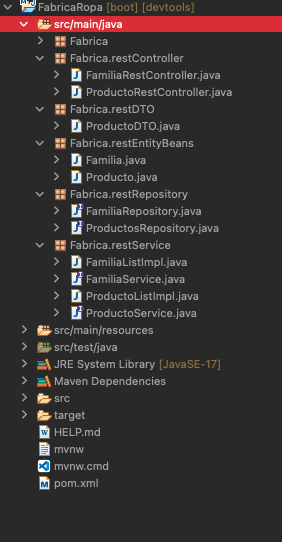 FabricaRopa [boot] [devtools]
src/main/java
Fabrica
Fabrica.restController
FamiliaRestController.java
ProductoRestController.java
Fabrica.restDTO
ProductoDTO.java
Fabrica.restEntityBeans
Familia.java
Producto.java
Fabrica.restRepository
FamiliaRepository.java
ProductosRepository.java
Fabrica.restService
FamiliaListImpl.java
FamiliaService.java
ProductoListImpl.java
ProductoService.java
src/main/resources
src/test/java
JRE System Library [JavaSE-17]
Maven Dependencies
src
target
HELP.md
mvnw
mvnw.cmd
pom.xml